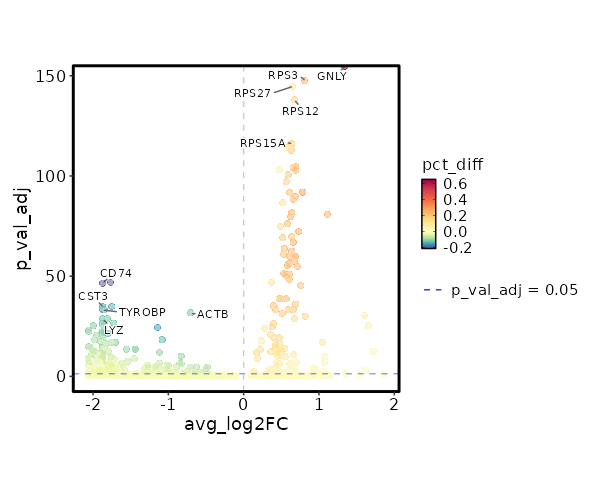 RPS3
GNLY
RPS27
RPS12
RPS15A
CD74
CST3
TYROBP
LYZ
ACTB
150
100
50
0
p_val_adj
-2
-1
0
1
2
avg_log2FC
pct_diff
0.6
0.4
0.2
0.0
-0.2
p_val_adj = 0.05